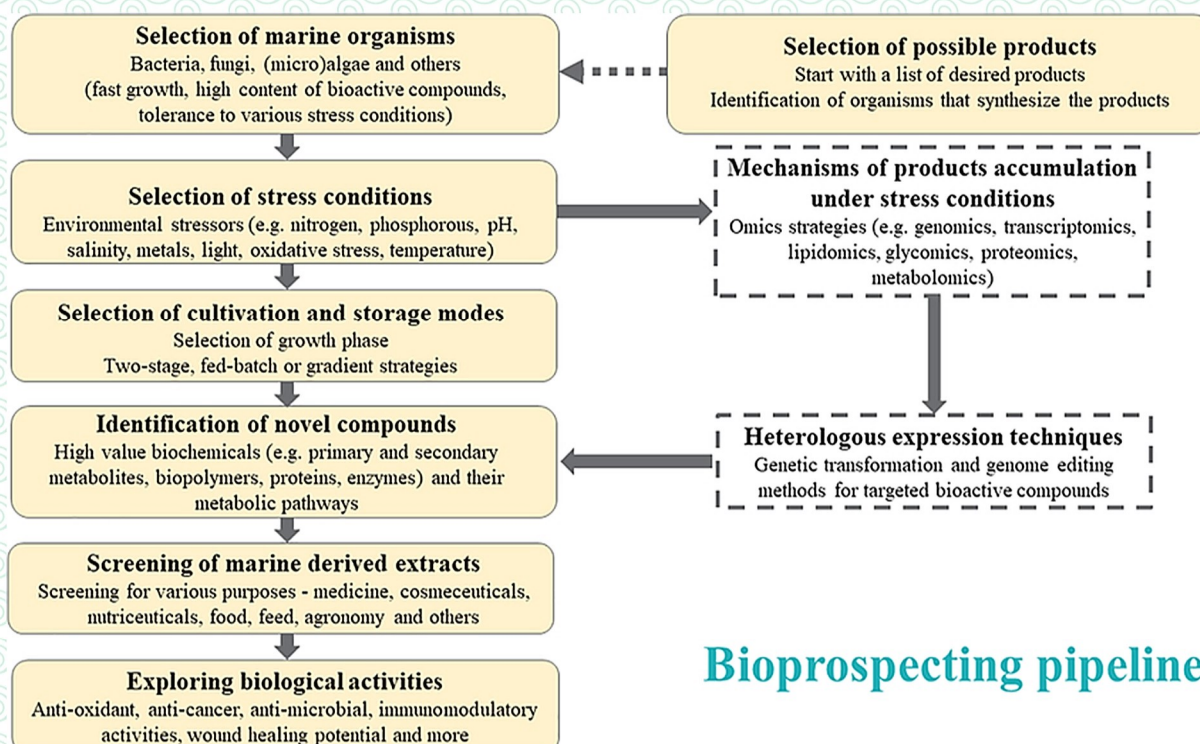 Selection of marine organisms
Bacteria, fungi, (micro)algae and others
(fast growth, high content of bioactive compounds,
tolerance to various stress conditions)
Selection of possible products
Start with a list of desired products
Identification of organisms that synthesize the products
Selection of stress conditions
Environmental stressors (e.g. nitrogen, phosphorous, pH,
salinity, metals, light, oxidative stress, temperature)
Mechanisms of products accumulation
under stress conditions
Omics strategies (e.g. genomics, transcriptomics,
lipidomics, glycomics, proteomics,
metabolomics)
Selection of cultivation and storage modes
Selection of growth phase
Two-stage, fed-batch or gradient strategies
Identification of novel compounds
High value biochemicals (e.g. primary and secondary
metabolites, biopolymers, proteins, enzymes) and their
metabolic pathways
Heterologous expression techniques
Genetic transformation and genome editing
methods for targeted bioactive compounds
Screening of marine derived extracts
Screening for various purposes - medicine, cosmeceuticals,
nutriceuticals, food, feed, agronomy and others
Exploring biological activities
Anti-oxidant, anti-cancer, anti-microbial, immunomodulatory
activities, wound healing potential and more
Bioprospecting pipeline